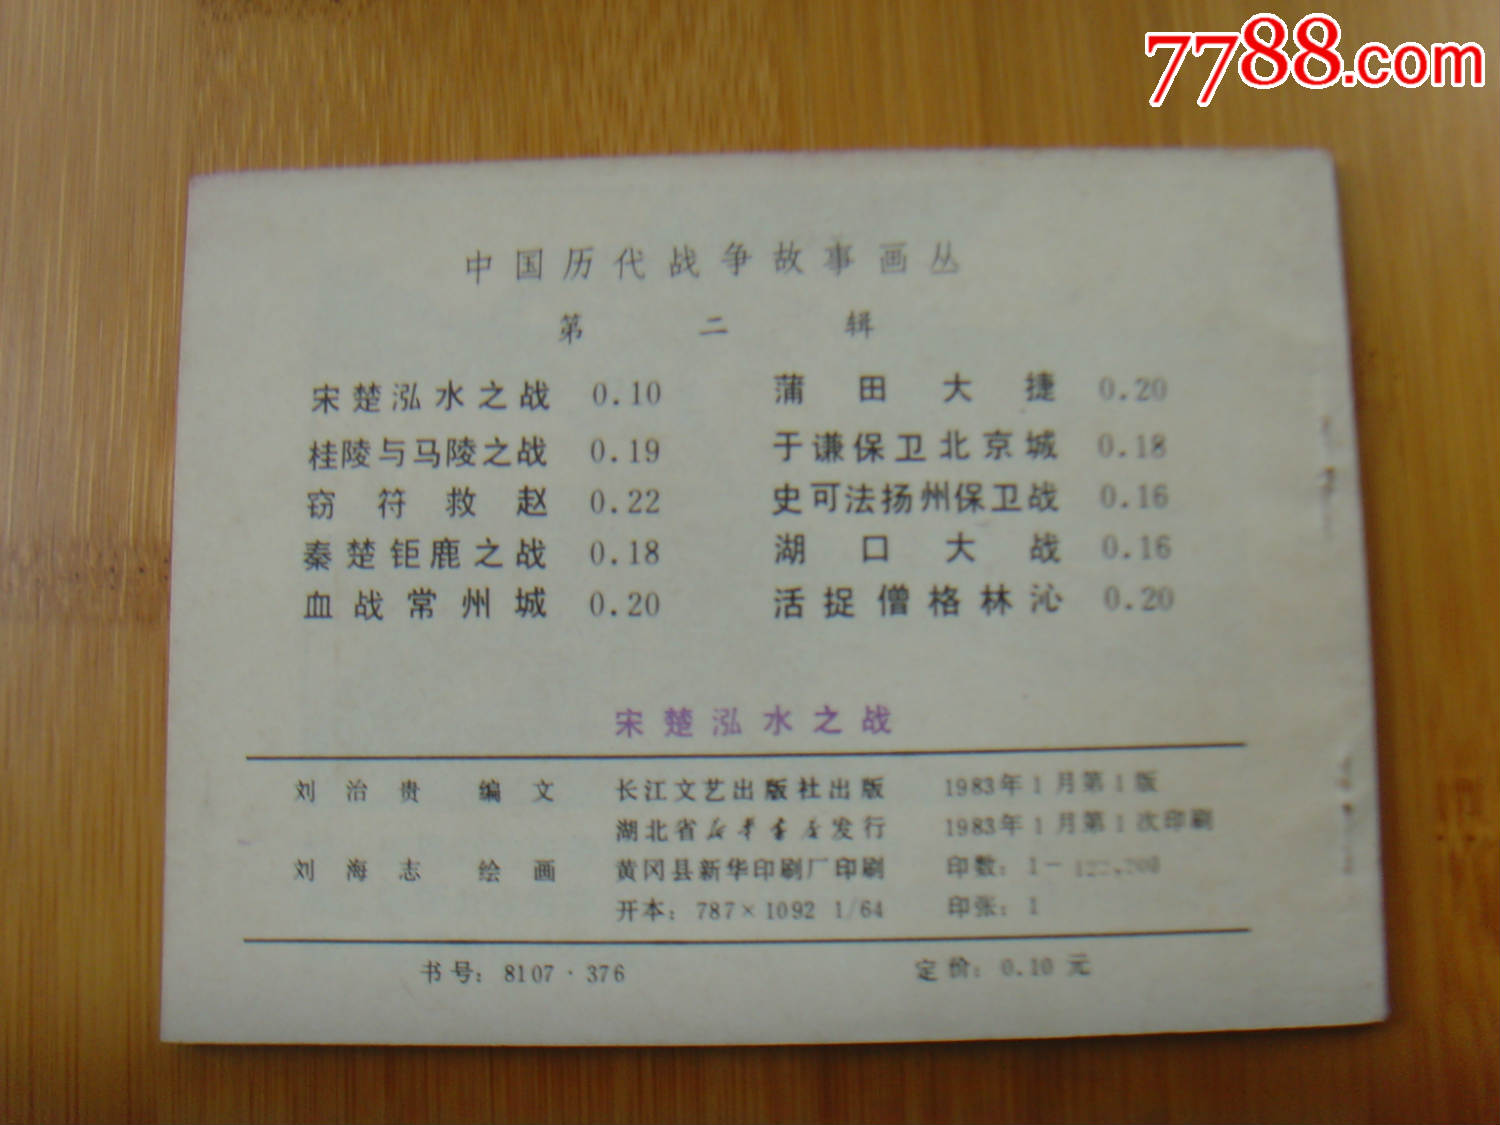 7788.com
中国历代战争故事画丛
第二辑
宋楚泓水之战 0.10 蒲田大捷 0.20
桂陵与马陵之战 0.19 于谦保卫北京城 0.18
窃符救赵 0.22 史可法扬州保卫战 0.16
秦楚钜鹿之战 0.18 湖口大战 0.16
血战常州城 0.20 活捉僧格林沁 0.20
宋楚泓水之战
刘治贵 编文 长江文艺出版社出版 1983年1月第1版
湖北省新华书店发行 1983年1月第1次印刷
刘海志 绘画 黄冈县新华印刷厂印刷 印数：1—
开本：787×1092 1/64 印张：1
书号：8107·376 定价：0.10元